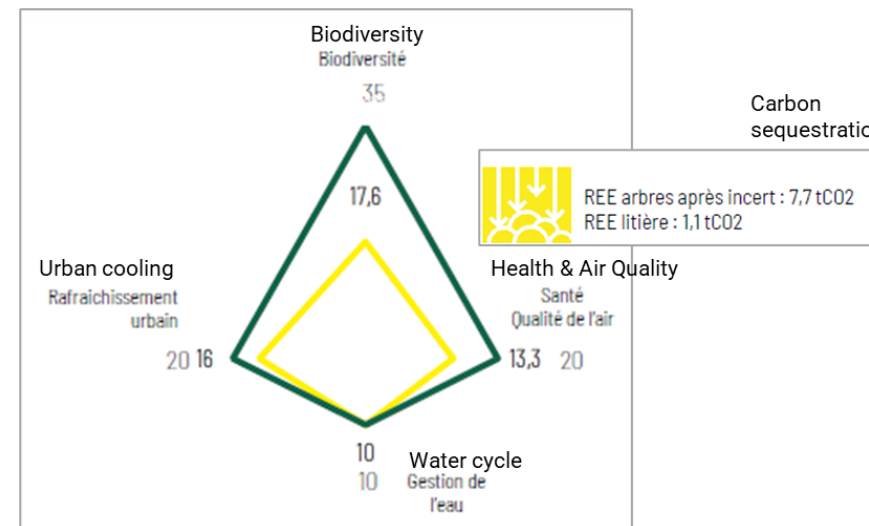 Biodiversity
Biodiversité
35
Carbon
sequestratio
17,6
REE arbres après incert : 7,7 tCO2
REE litière : 1,1 tCO2
Urban cooling
Rafraichissement
urbain
20 16
Health & Air Quality
Santé
Qualité de l'air
13,3 20
10
10
Water cycle
Gestion de
l'eau